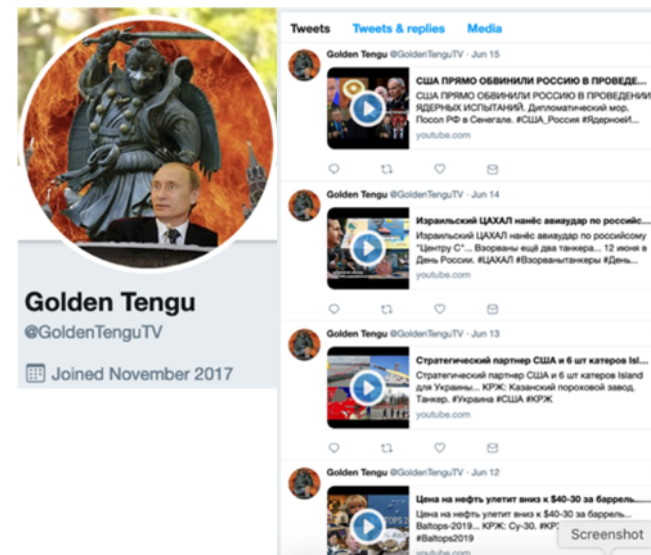 Golden Tengu
@GoldenTenguTV
Joined November 2017
Tweets Tweets & replies Media
Golden Tengu @GoldenTenguTV · Jun 15
США ПРЯМО ОБВИНИЛИ РОССИЮ В ПРОВЕДЕ...
США ПРЯМО ОБВИНИЛИ РОССИЮ В ПРОВЕДЕНИИ
ЯДЕРНЫХ ИСПЫТАНИЙ. Дипломатический мор.
Посол РФ в Сенегале. #США_Россия #ЯдерноеИ...
youtube.com
Golden Tengu @GoldenTenguTV · Jun 14
Израильский ЦАХАЛ нанёс авиаудар по российс...
Израильский ЦАХАЛ нанёс авиаудар по российскому
"Центру С"... Взорваны ещё два танкера... 12 июня в
День России. #ЦАХАЛ #Взорванытанкеры #День...
youtube.com
Golden Tengu @GoldenTenguTV · Jun 13
Стратегический партнер США и 6 шт катеров Isl...
Стратегический партнер США и 6 шт катеров Island
для Украины... КРЖ: Казанский пороховой завод.
Танкер. #Украина #США #КРЖ
youtube.com
Golden Tengu @GoldenTenguTV · Jun 12
Цена на нефть улетит вниз к $40-30 за баррель......
Цена на нефть улетит вниз к $40-30 за баррель...
Baltops-2019... КРЖ: Су-30.
#Baltops2019
youtube.com
Screenshot